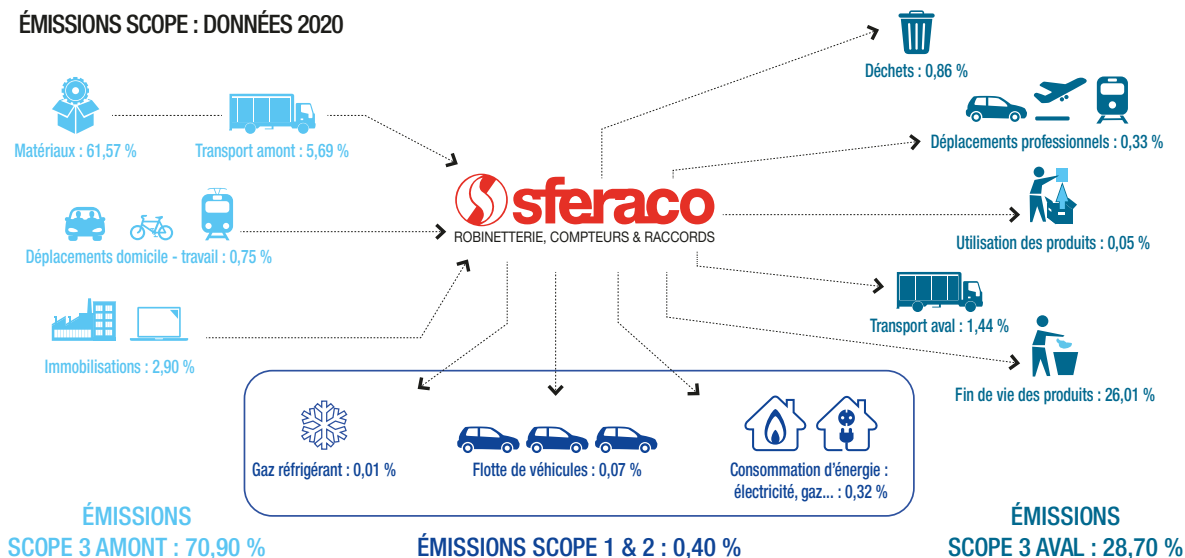 ÉMISSIONS SCOPE : DONNÉES 2020
Matériaux : 61,57 %
Transport amont : 5,69 %
Déplacements domicile - travail : 0,75 %
Immobilisations : 2,90 %
sferaco
ROBINETTERIE, COMPTEURS & RACCORDS
Déchets : 0,86 %
Déplacements professionnels : 0,33 %
Utilisation des produits : 0,05 %
Transport aval : 1,44 %
Fin de vie des produits : 26,01 %
Gaz réfrigérant : 0,01 %
Flotte de véhicules : 0,07 %
Consommation d'énergie :
électricité, gaz... : 0,32 %
ÉMISSIONS
SCOPE 3 AMONT : 70,90 %
ÉMISSIONS SCOPE 1 & 2 : 0,40 %
ÉMISSIONS
SCOPE 3 AVAL : 28,70 %